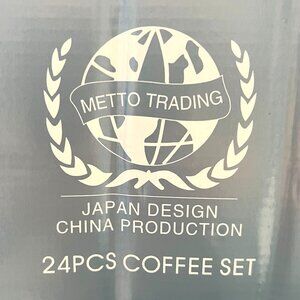 METTO TRADING
JAPAN DESIGN
CHINA PRODUCTION
24PCS COFFEE SET